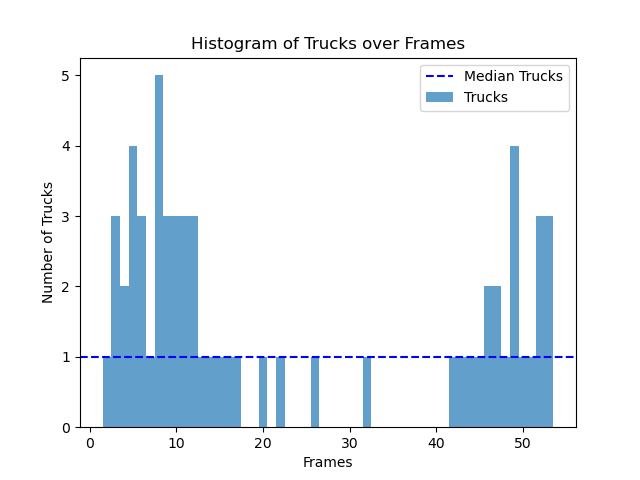 Histogram of Trucks over Frames
Median Trucks
Trucks
Number of Trucks
5
4
3
2
1
0
0 10 20 30 40 50
Frames